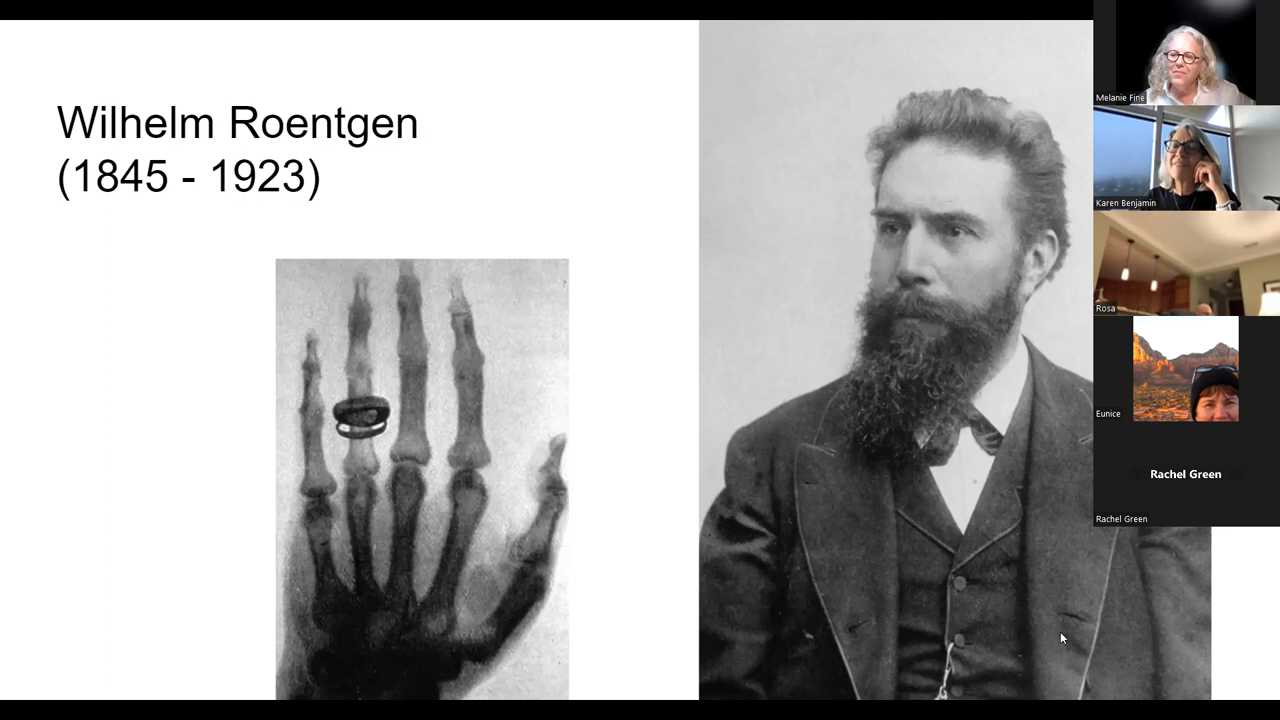 Wilhelm Roentgen
(1845 - 1923)
Melanie Fine
Karen Benjamin
Rosa
Eunice
Rachel Green
Rachel Green